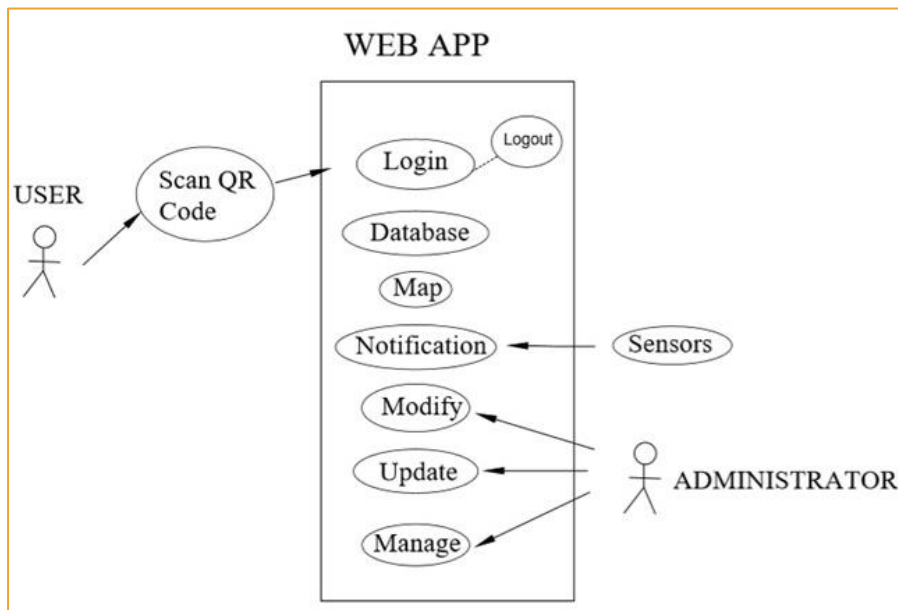 WEB APP
Logout
Login
Scan QR
Code
USER
Database
Map
Notification
Sensors
Modify
Update
ADMINISTRATOR
Manage